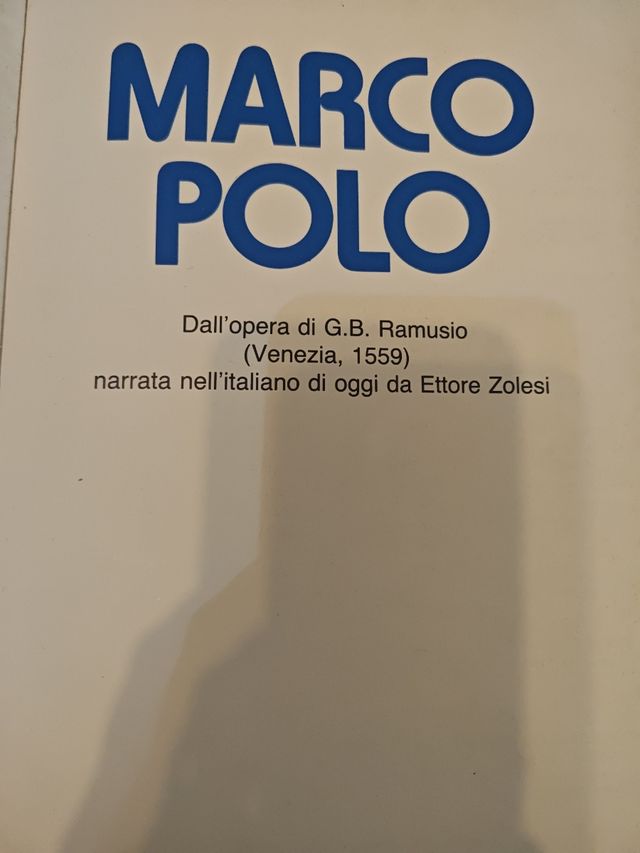 MARCO
POLO
Dall'opera di G.B. Ramusio
(Venezia, 1559)
narrata nell'italiano di oggi da Ettore Zolesi